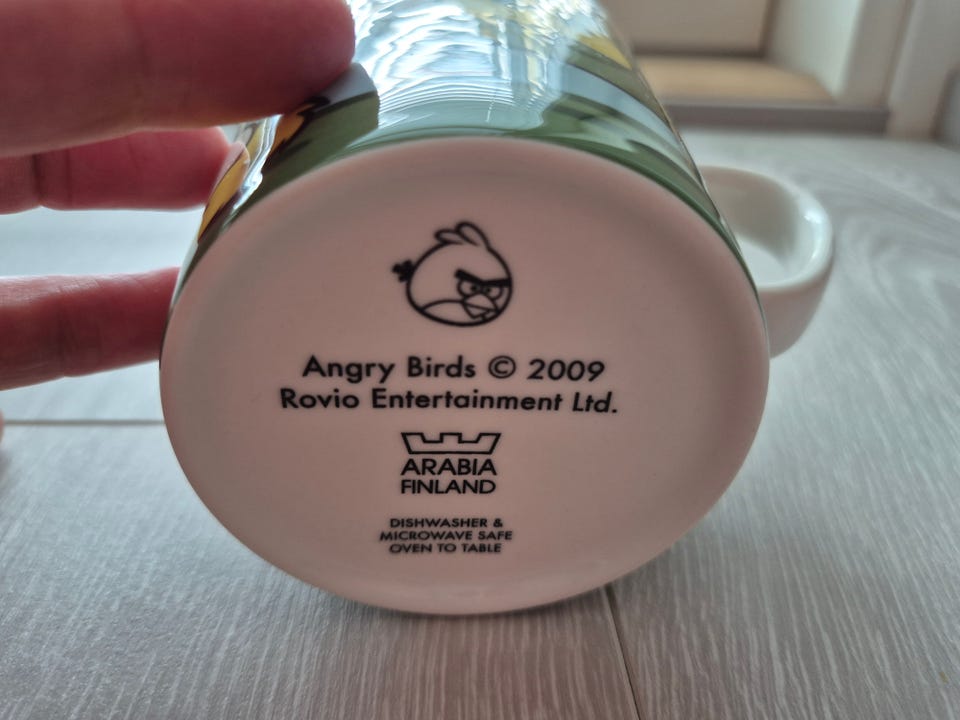 Angry Birds © 2009
Rovio Entertainment Ltd.
ARABIA
FINLAND
DISHWASHER &
MICROWAVE SAFE
OVEN TO TABLE